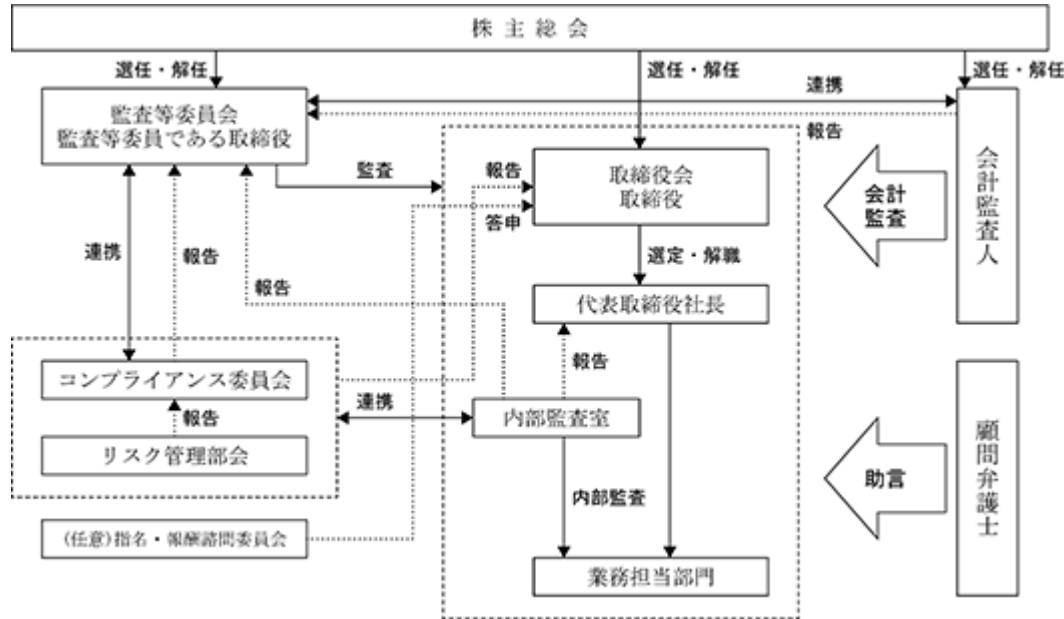 株主総会
選任・解任
選任・解任
選任・解任
監査等委員会
監査等委員である取締役
連携
報告
会計監査人
監査
報告
取締役会
取締役
答申
会計
監査
連携
報告
報告
選定・解職
代表取締役社長
報告
コンプライアンス委員会
報告
リスク管理部会
連携
内部監査室
顧問弁護士
助言
内部監査
(任意)指名・報酬諮問委員会
業務担当部門